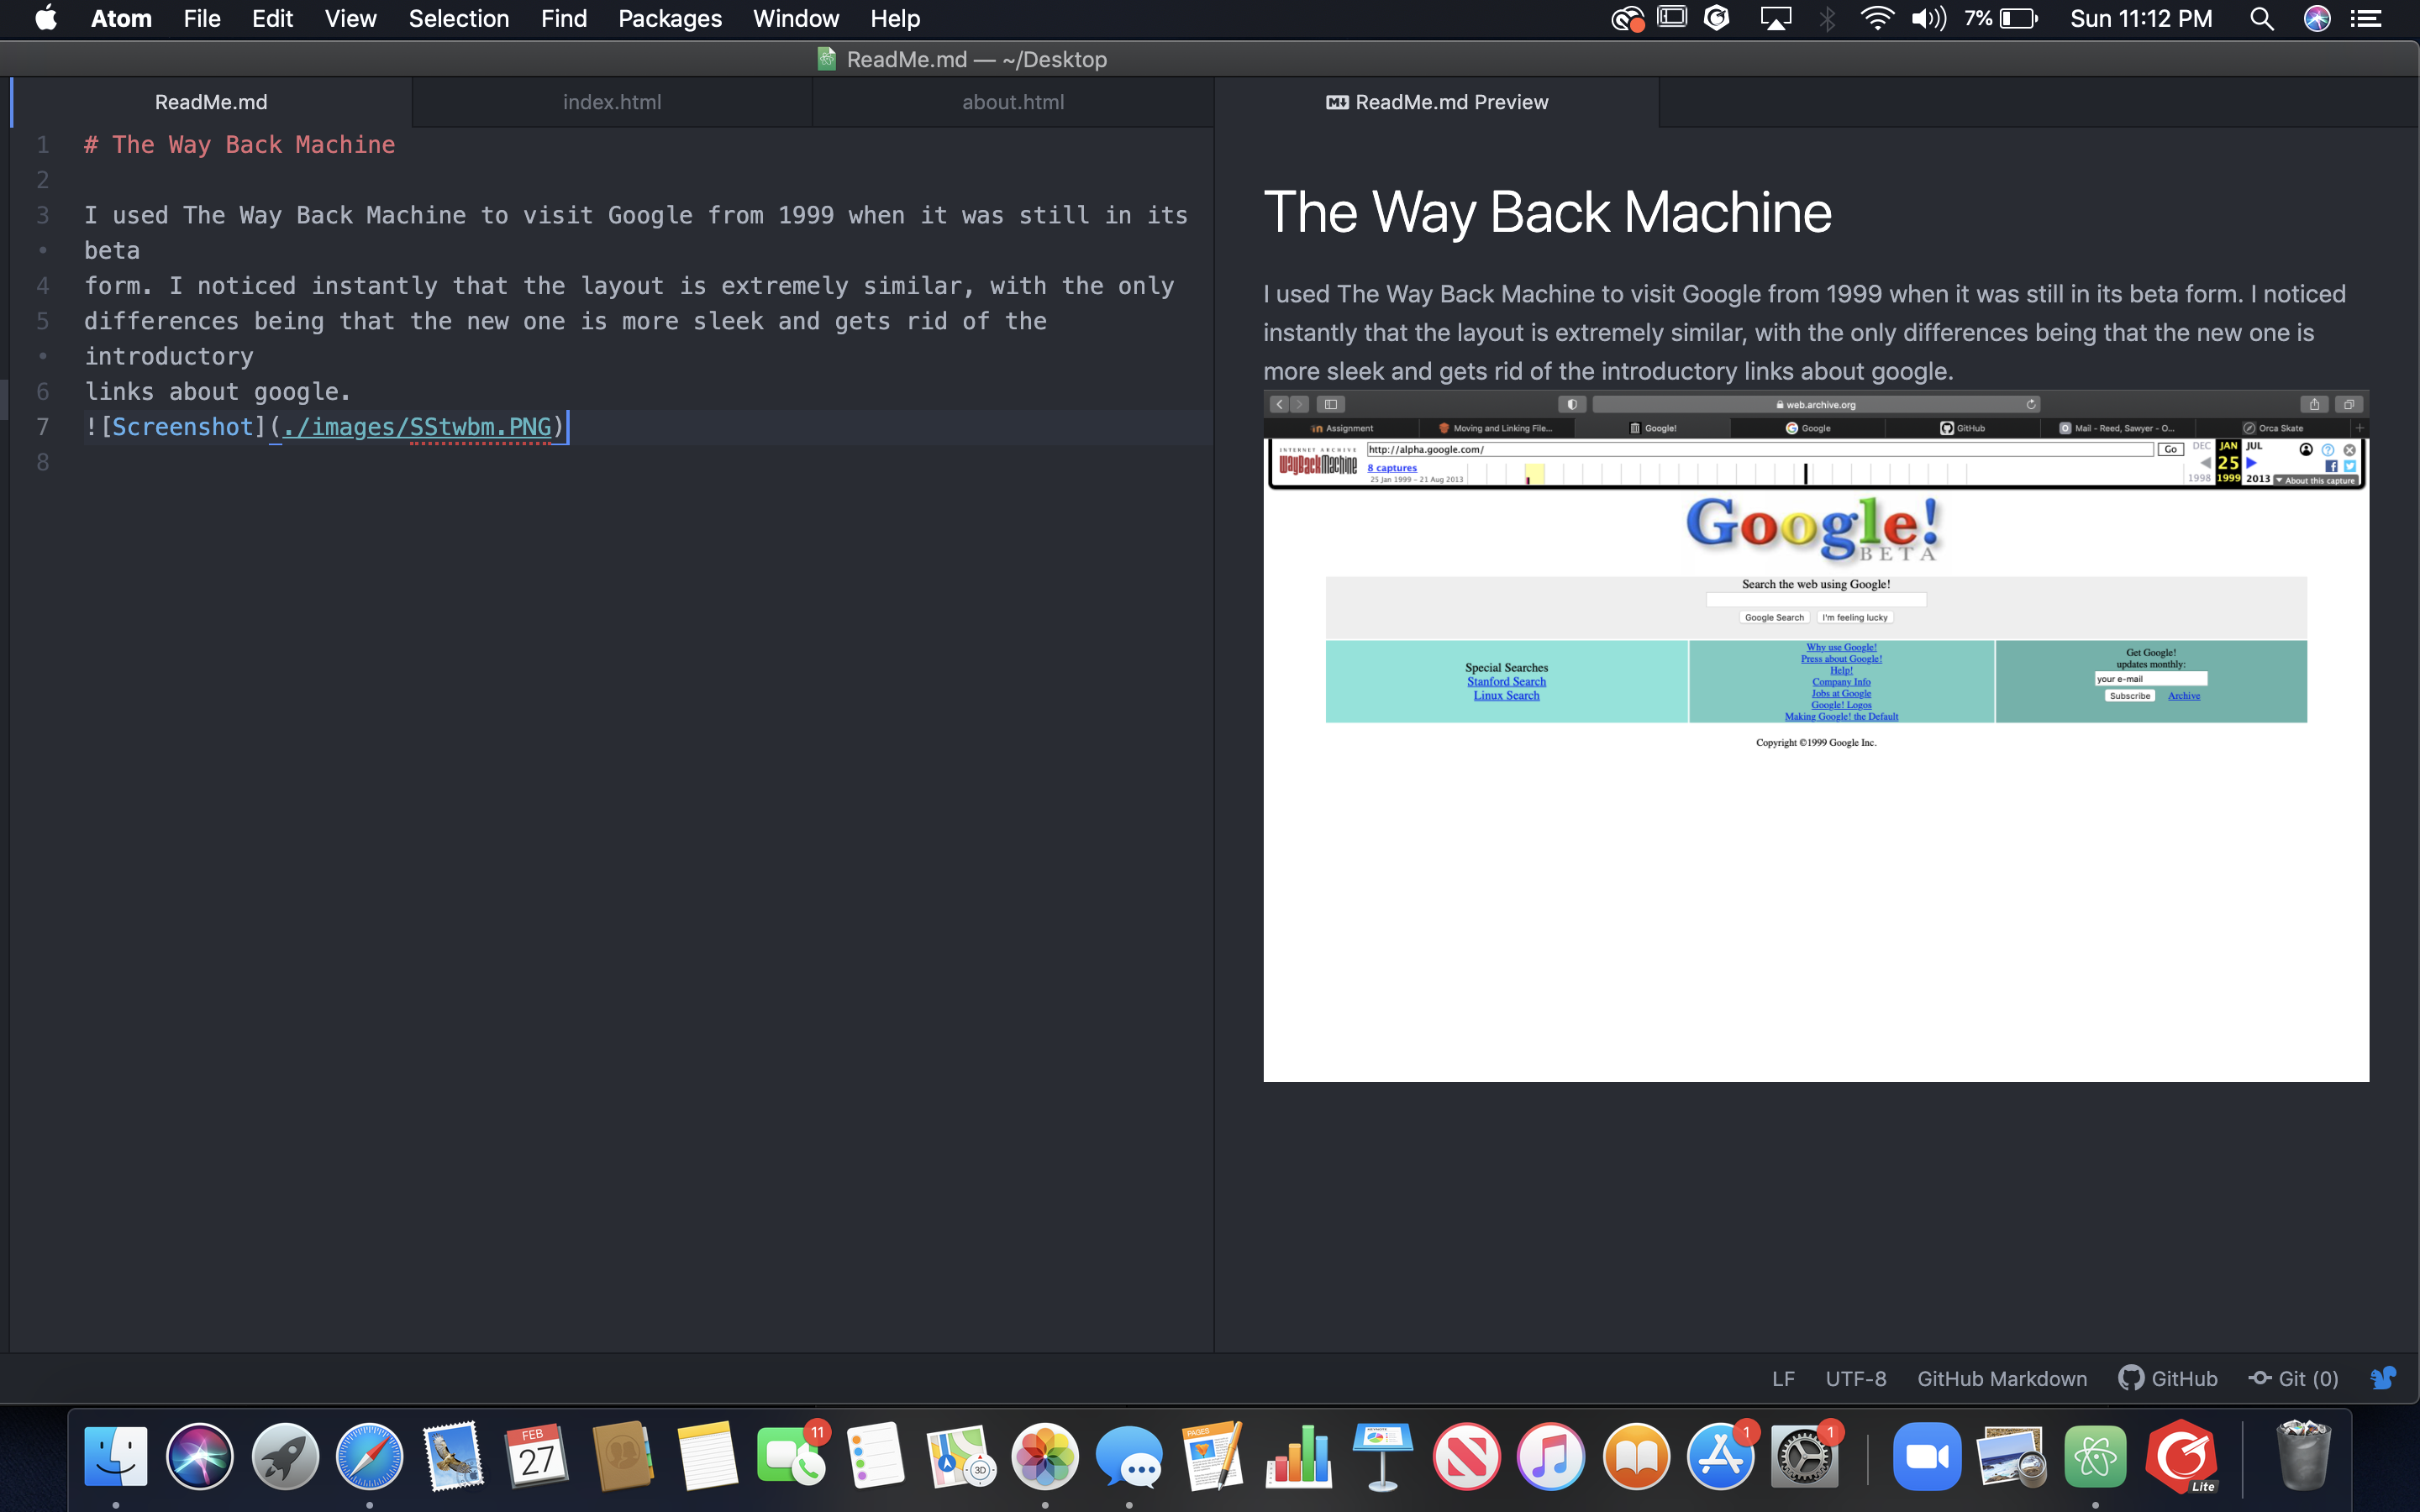 Atom File Edit View Selection Find Packages Window Help 7% Sun 11:12 PM
ReadMe.md — ~/Desktop
ReadMe.md index.html about.html
1 # The Way Back Machine
2
3 I used The Way Back Machine to visit Google from 1999 when it was still in its
• beta
4 form. I noticed instantly that the layout is extremely similar, with the only
5 differences being that the new one is more sleek and gets rid of the
• introductory
6 links about google.
7 ![Screenshot](./images/SStwbm.PNG)
8
ReadMe.md Preview
The Way Back Machine
I used The Way Back Machine to visit Google from 1999 when it was still in its beta form. I noticed
instantly that the layout is extremely similar, with the only differences being that the new one is
more sleek and gets rid of the introductory links about google.
web.archive.org
Assignment Moving and Linking File... Google! Google GitHub Mail - Reed, Sawyer - O... Orca Skate
INTERNET ARCHIVE
WayBackMachine
http://alpha.google.com/ Go
8 captures
25 Jan 1999 – 21 Aug 2013
DEC JAN JUL
25
1998 1999 2013 About this capture
Google!
BETA
Search the web using Google!
Google Search I'm feeling lucky
Special Searches
Stanford Search
Linux Search
Why use Google!
Press about Google!
Help!
Company Info
Jobs at Google
Google! Logos
Making Google! the Default
Get Google!
updates monthly:
your e-mail
Subscribe Archive
Copyright ©1999 Google Inc.
LF UTF-8 GitHub Markdown GitHub Git (0)
FEB
27
11
3D
PAGES
1
1
Lite